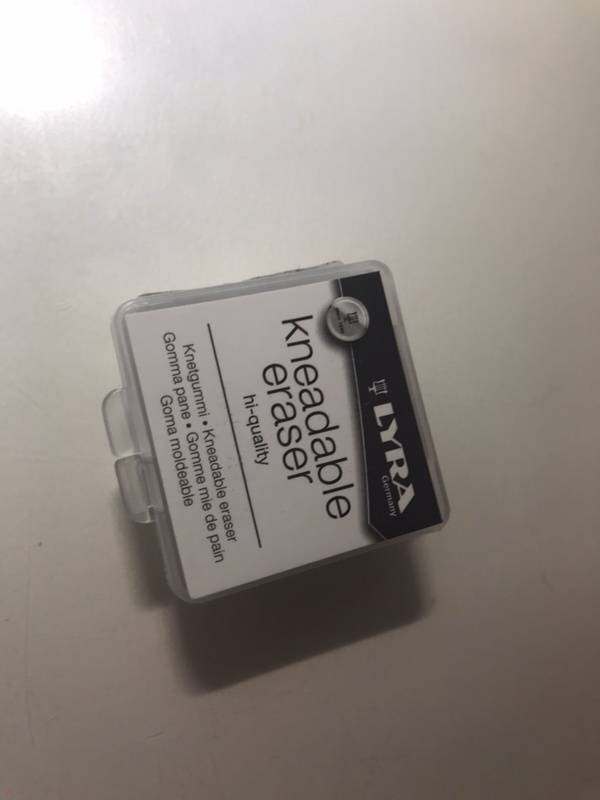 LYRA
Germany
kneadable
eraser
hi-quality
Knetgummi • Kneadable eraser
Gomma pane • Gomme mie de pain
Goma moldeable